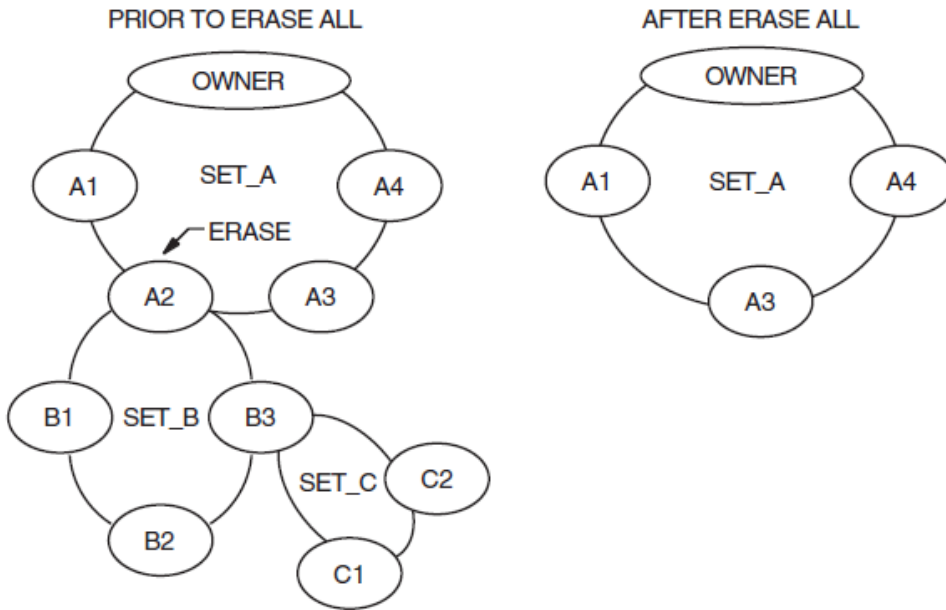 PRIOR TO ERASE ALL
OWNER
A1
SET_A
A4
ERASE
A2
A3
B1
SET_B
B3
SET_C
C2
B2
C1
AFTER ERASE ALL
OWNER
A1
SET_A
A4
A3